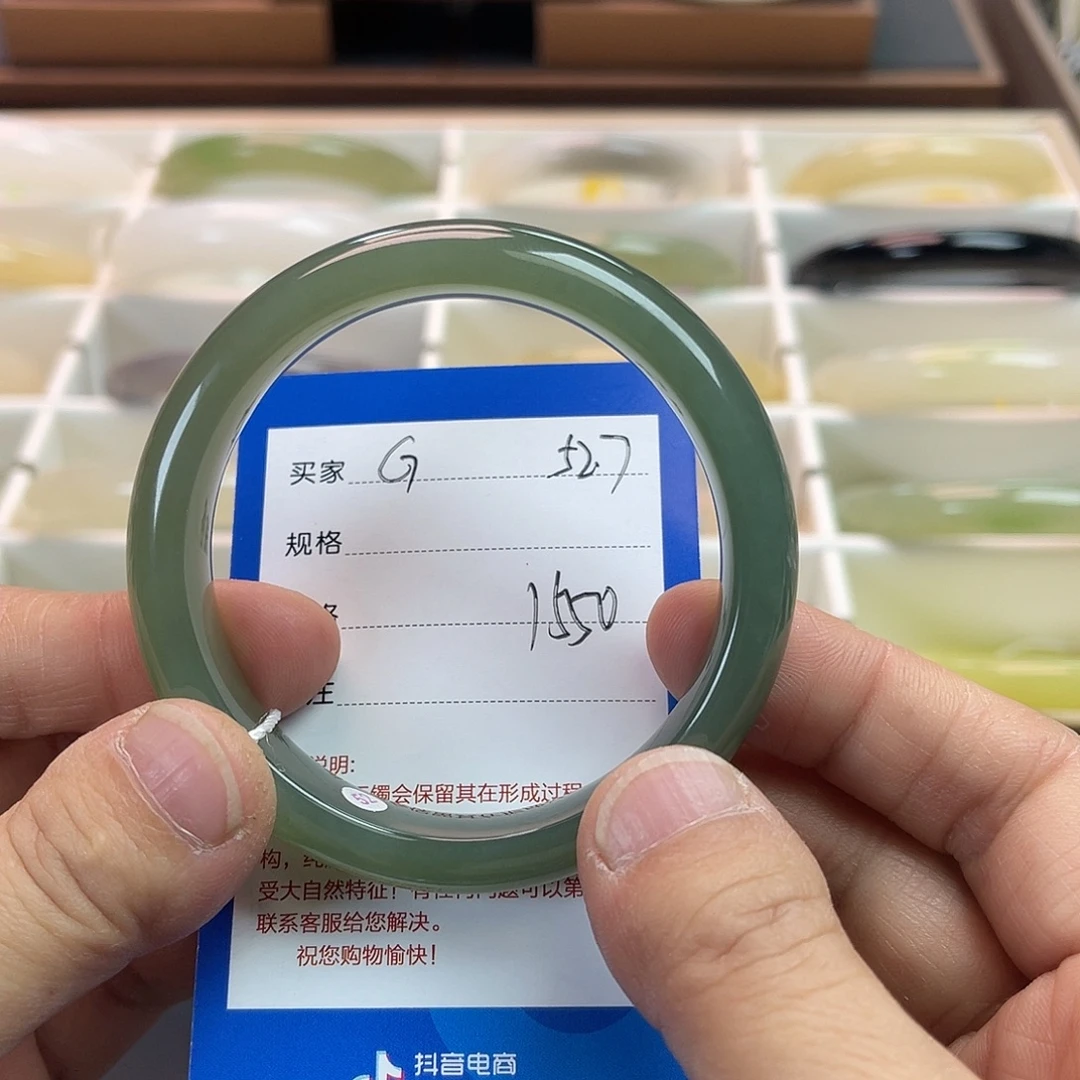 买家 G 527
规格
格 1550
注
说明:
镯会保留其在形成过程
构，纯
受大自然特征！有任何问题可以第
联系客服给您解决。
祝您购物愉快！
抖音电商